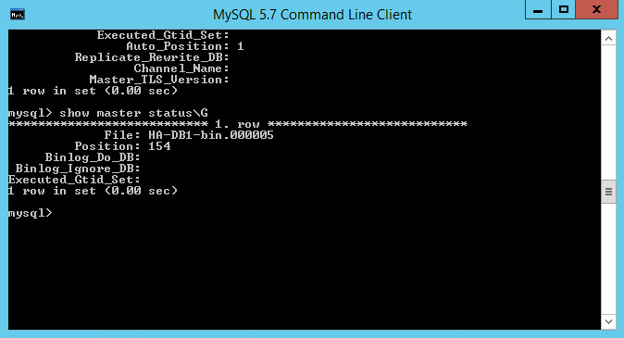 MySQL 5.7 Command Line Client
Executed_Gtid_Set:
Auto_Position: 1
Replicate_Rewrite_DB:
Channel_Name:
Master_TLS_Version:
1 row in set (0.00 sec)
mysql> show master status\G
*************************** 1. row ***************************
File: HA-DB1-bin.000005
Position: 154
Binlog_Do_DB:
Binlog_Ignore_DB:
Executed_Gtid_Set:
1 row in set (0.00 sec)
mysql>